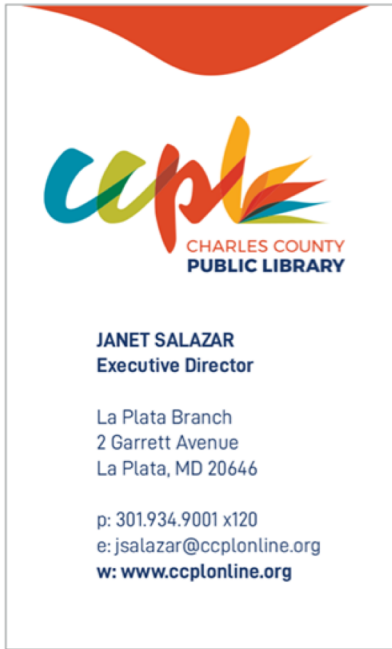 ccpl
CHARLES COUNTY
PUBLIC LIBRARY
JANET SALAZAR
Executive Director
La Plata Branch
2 Garrett Avenue
La Plata, MD 20646
p: 301.934.9001 x120
e: jsalazar@ccplonline.org
w: www.ccplonline.org